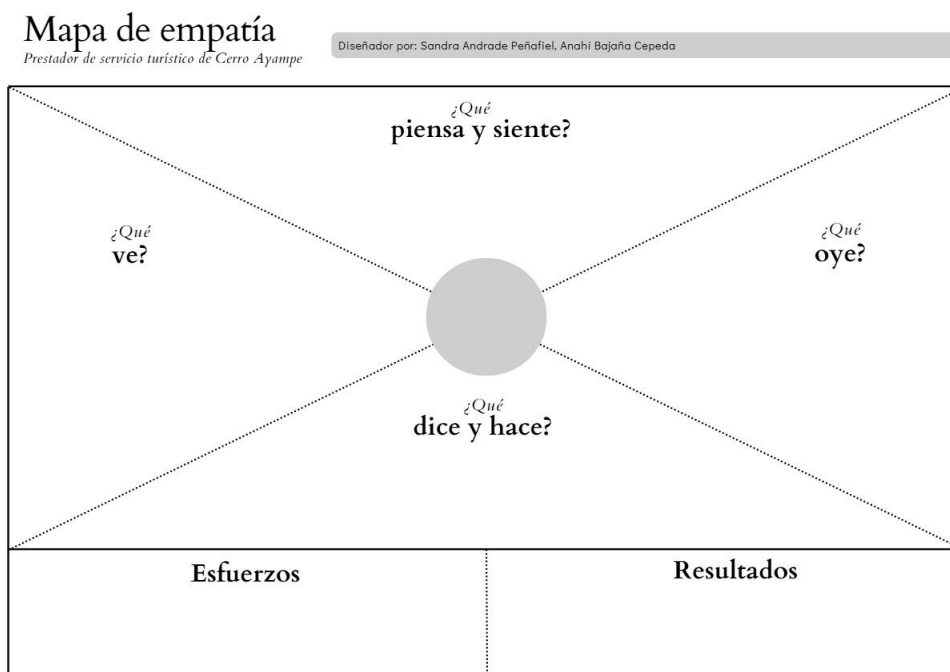 Mapa de empatía
Prestador de servicio turístico de Cerro Ayampe
Diseñador por: Sandra Andrade Peñafiel, Anahí Bajaña Cepeda
¿Qué
piensa y siente?
¿Qué
ve?
¿Qué
oye?
¿Qué
dice y hace?
Esfuerzos
Resultados